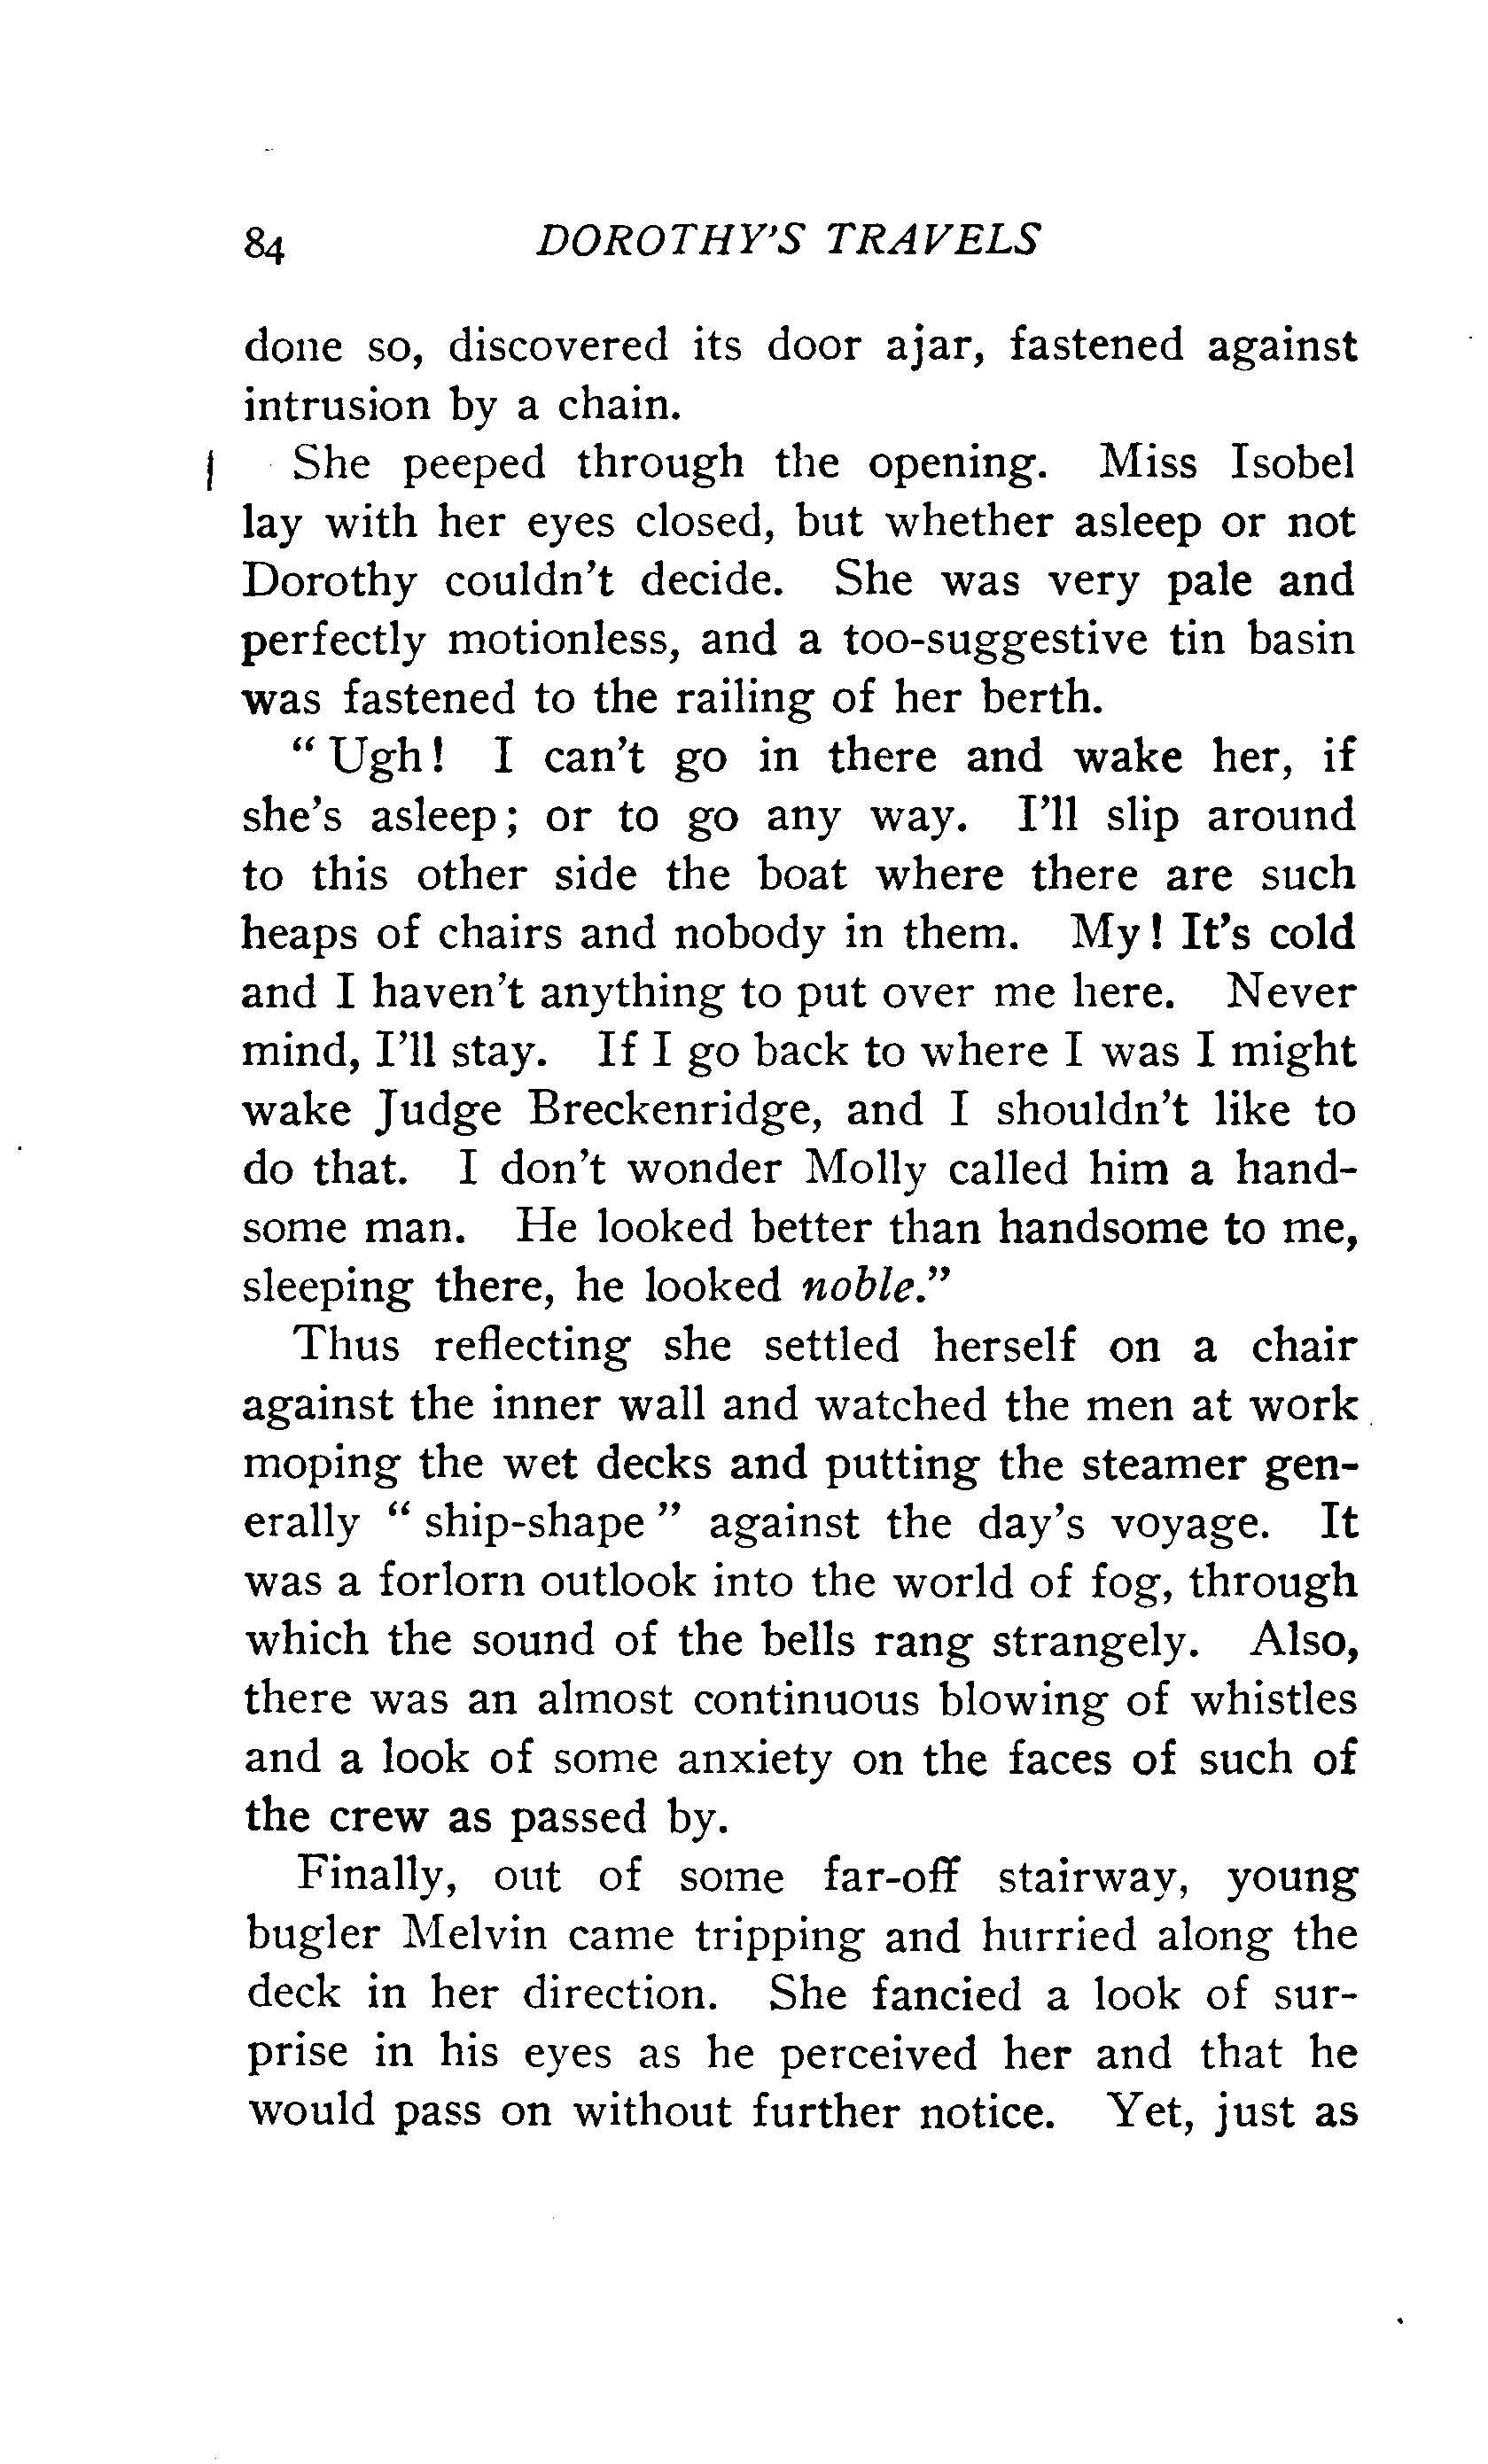 84 DOROTHY'S TRAVELS
done so, discovered its door ajar, fastened against
intrusion by a chain.
She peeped through the opening. Miss Isobel
lay with her eyes closed, but whether asleep or not
Dorothy couldn't decide. She was very pale and
perfectly motionless, and a too-suggestive tin basin
was fastened to the railing of her berth.
“Ugh! I can't go in there and wake her, if
she's asleep; or to go any way. I'll slip around
to this other side the boat where there are such
heaps of chairs and nobody in them. My! It's cold
and I haven't anything to put over me here. Never
mind, I'll stay. If I go back to where I was I might
wake Judge Breckenridge, and I shouldn't like to
do that. I don't wonder Molly called him a hand-
some man. He looked better than handsome to me,
sleeping there, he looked noble.”
Thus reflecting she settled herself on a chair
against the inner wall and watched the men at work
moping the wet decks and putting the steamer gen-
erally “ship-shape” against the day's voyage. It
was a forlorn outlook into the world of fog, through
which the sound of the bells rang strangely. Also,
there was an almost continuous blowing of whistles
and a look of some anxiety on the faces of such of
the crew as passed by.
Finally, out of some far-off stairway, young
bugler Melvin came tripping and hurried along the
deck in her direction. She fancied a look of sur-
prise in his eyes as he perceived her and that he
would pass on without further notice. Yet, just as